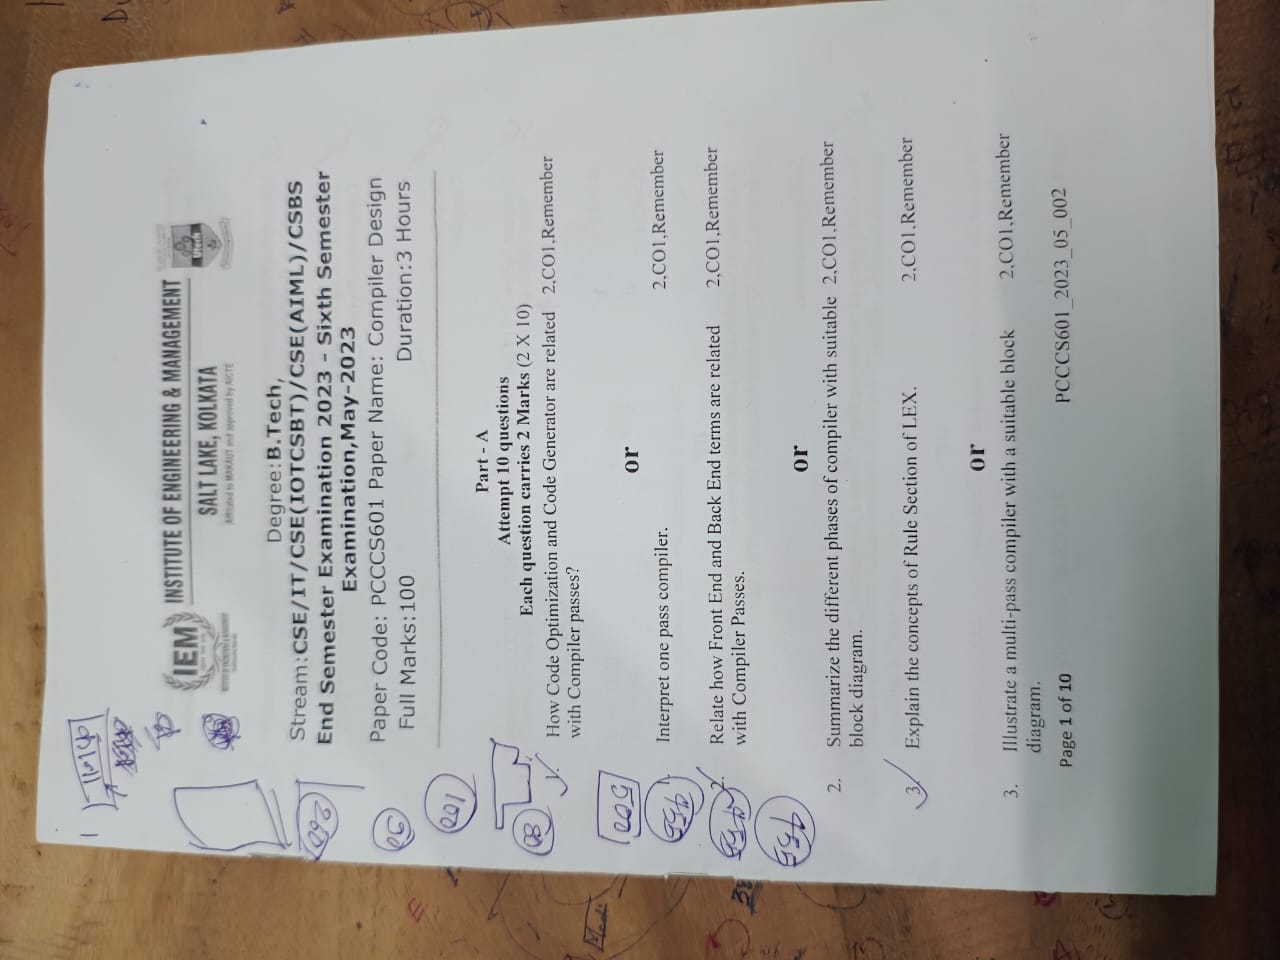 IEM
INSTITUTE OF ENGINEERING & MANAGEMENT
SALT LAKE, KOLKATA
Affiliated to MAKAUT and approved by AICTE
Degree:B.Tech,
Stream:CSE/IT/CSE(IOTCSBT)/CSE(AIML)/CSBS
End Semester Examination 2023 - Sixth Semester
Examination,May-2023
Paper Code: PCCCS601 Paper Name: Compiler Design
Full Marks:100 Duration:3 Hours
100
260
30
Part - A
Attempt 10 questions
Each question carries 2 Marks (2 X 10)
80
1. How Code Optimization and Code Generator are related 2,CO1,Remember
with Compiler passes?
or
500
1. Interpret one pass compiler. 2,CO1,Remember
2. Relate how Front End and Back End terms are related 2,CO1,Remember
with Compiler Passes.
or
2. Summarize the different phases of compiler with suitable 2,CO1,Remember
block diagram.
3. Explain the concepts of Rule Section of LEX. 2,CO1,Remember
or
3. Illustrate a multi-pass compiler with a suitable block 2,CO1,Remember
diagram.
Page 1 of 10 PCCCS601_2023_05_002